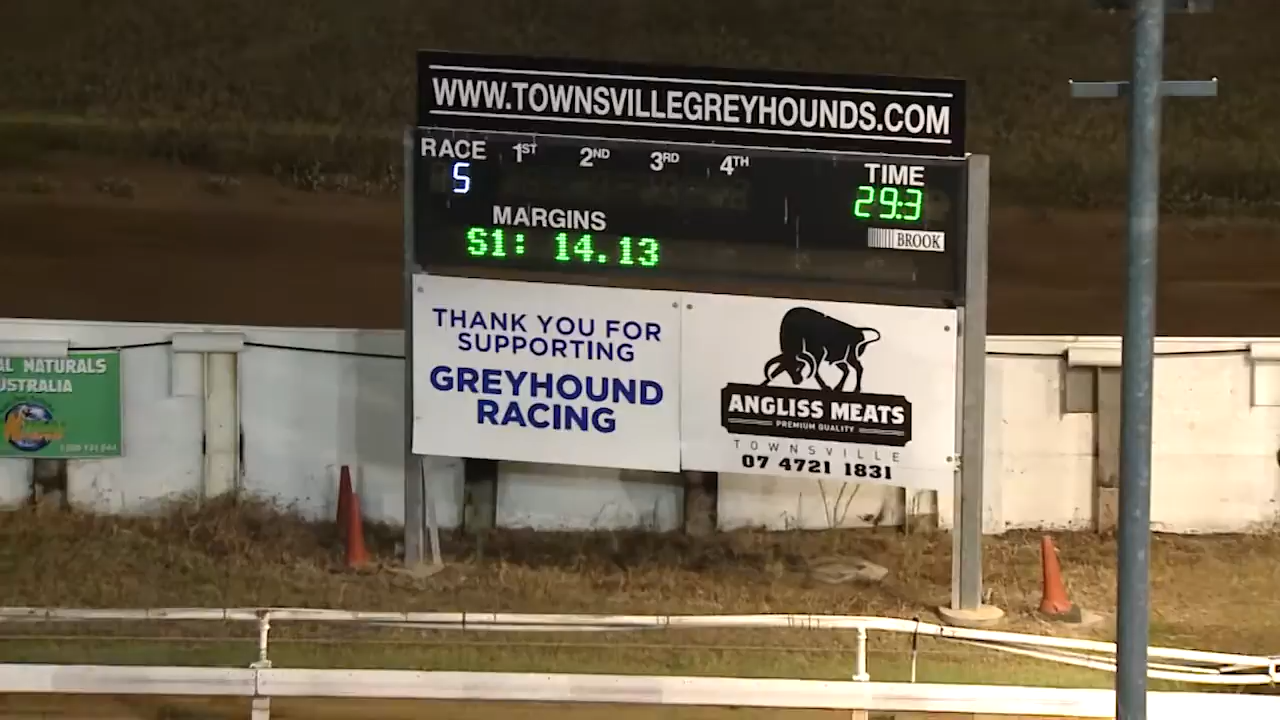 WWW.TOWNSVILLEGREYHOUNDS.COM
RACE 1ST 2ND 3RD 4TH TIME
5 29:3
MARGINS
BROOK
S1: 14.13
THANK YOU FOR
SUPPORTING
GREYHOUND
RACING
ANGLISS MEATS
PREMIUM QUALITY
TOWNSVILLE
07 4721 1831
AL NATURALS
USTRALIA